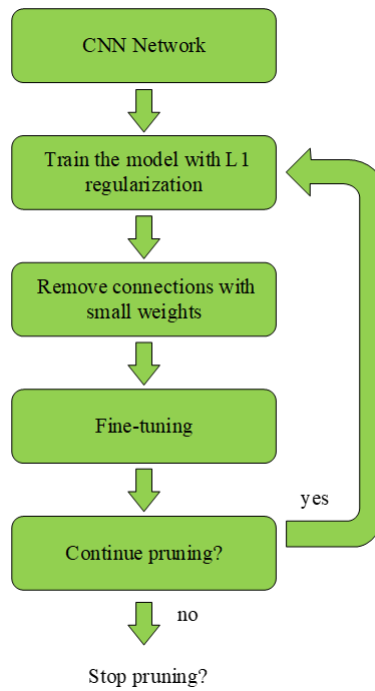 CNN Network
Train the model with L1
regularization
Remove connections with
small weights
Fine-tuning
yes
Continue pruning?
no
Stop pruning?